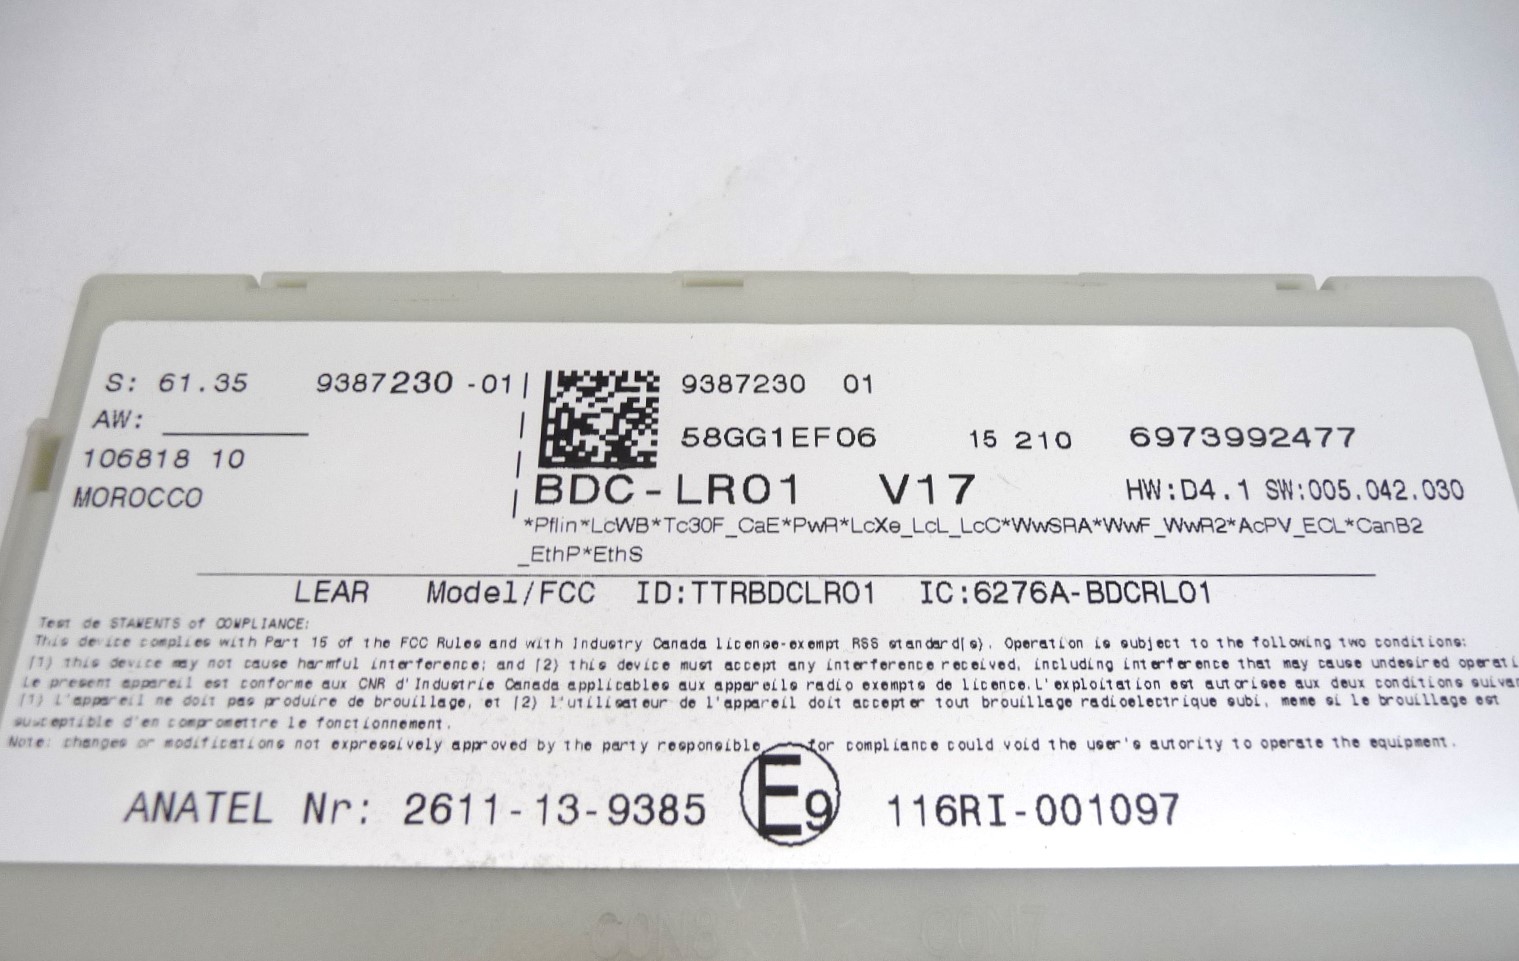 S: 61.35 9387230 -01
AW:
106818 10
MOROCCO
9387230 01
58GG1EF06 15 210 6973992477
BDC-LR01 V17 HW:D4.1 SW:005.042.030
*Pflin*LcWB*Tc30F_CaE*PwR*LcXe_LcL_LcC*WwSRA*WwF_WwR2*AcPV_ECL*CanB2
_EthP*EthS
LEAR Model/FCC ID:TTRBDCLR01 IC:6276A-BDCRL01
Test de STAMENTS of COMPLIANCE:
This device complies with Part 15 of the FCC Rules and with Industry Canada license-exempt RSS standard(s). Operation is subject to the following two conditions:
(1) this device may not cause harmful interference; and (2) this device must accept any interference received, including interference that may cause undesired operati
Le present appareil est conforme aux CNR d'Industrie Canada applicables aux appareils radio exempts de licence.L'exploitation est autorisee aux deux conditions suivan
(1) L'appareil ne doit pas produire de brouillage, et (2) l'utilisateur de l'appareil doit accepter tout brouillage radioelectrique subi, meme si le brouillage est
susceptible d'en compromettre le fonctionnement.
Note: changes or modifications not expressively approved by the party responsible for compliance could void the user's autority to operate the equipment.
ANATEL Nr: 2611-13-9385 E9 116RI-001097